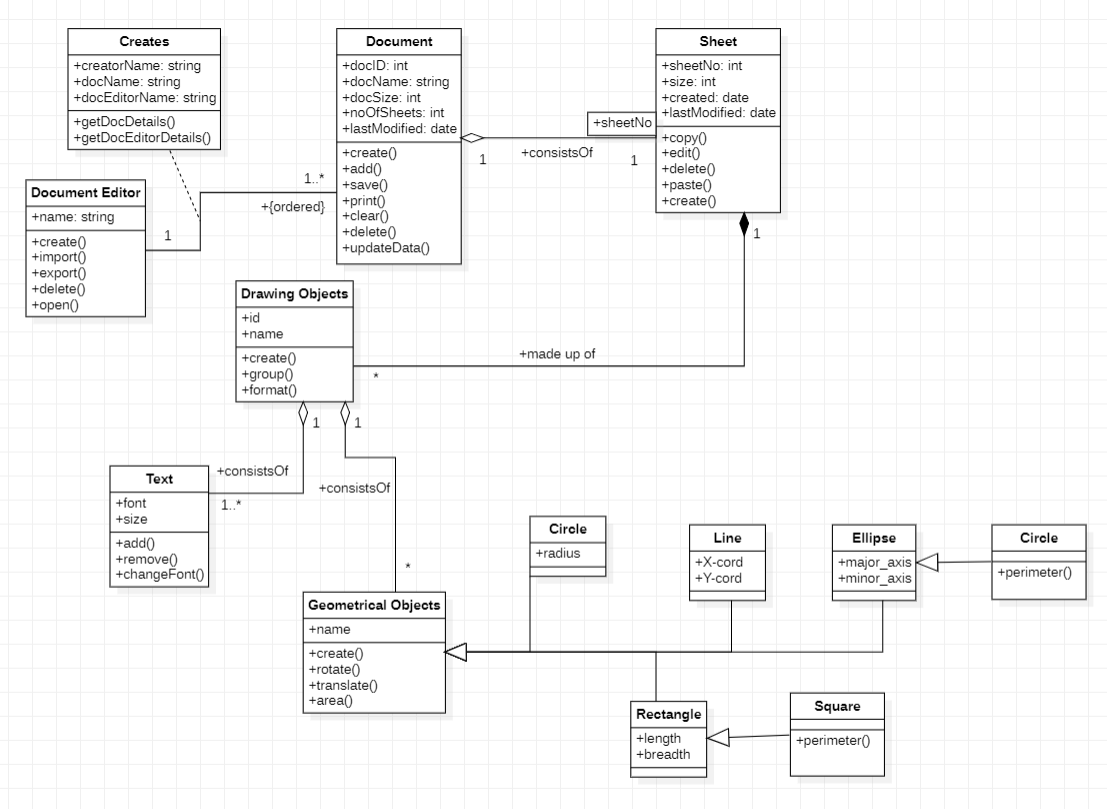 Creates
+creatorName: string
+docName: string
+docEditorName: string
+getDocDetails()
+getDocEditorDetails()
Document
+docID: int
+docName: string
+docSize: int
+noOfSheets: int
+lastModified: date
+create()
+add()
+save()
+print()
+clear()
+delete()
+updateData()
Sheet
+sheetNo: int
+size: int
+created: date
+lastModified: date
+copy()
+edit()
+delete()
+paste()
+create()
+sheetNo
1
+consistsOf
1
1
Document Editor
+name: string
+create()
+import()
+export()
+delete()
+open()
1
1..*
+{ordered}
Drawing Objects
+id
+name
+create()
+group()
+format()
+made up of
*
1
1
+consistsOf
1..*
+consistsOf
*
Text
+font
+size
+add()
+remove()
+changeFont()
Geometrical Objects
+name
+create()
+rotate()
+translate()
+area()
Circle
+radius
Line
+X-cord
+Y-cord
Ellipse
+major_axis
+minor_axis
Circle
+perimeter()
Rectangle
+length
+breadth
Square
+perimeter()